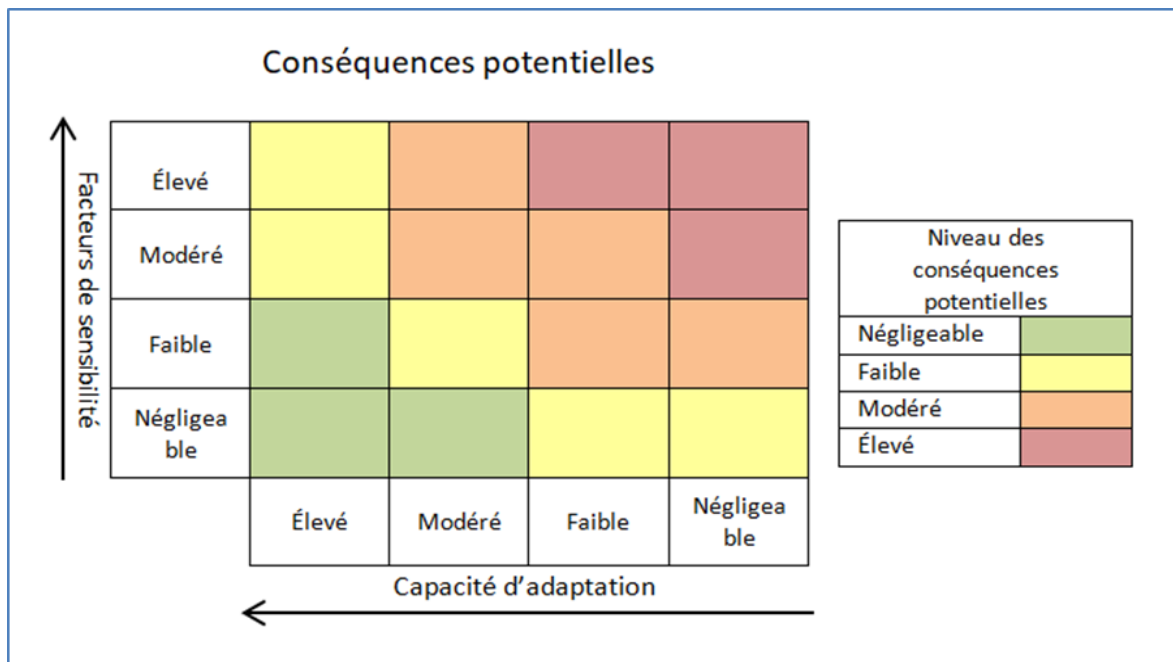 Conséquences potentielles
Facteurs de sensibilité
Élevé
Modéré
Faible
Négligea
ble
Élevé
Modéré
Faible
Négligea
ble
Capacité d’adaptation
Niveau des
conséquences
potentielles
Négligeable
Faible
Modéré
Élevé